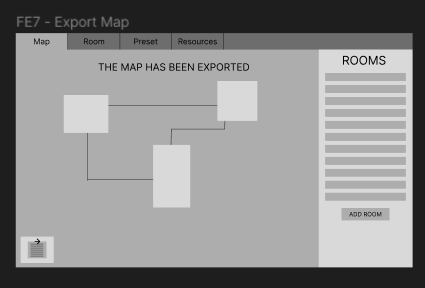 FE7 - Export Map
Map
Room
Preset
Resources
THE MAP HAS BEEN EXPORTED
ROOMS
ADD ROOM